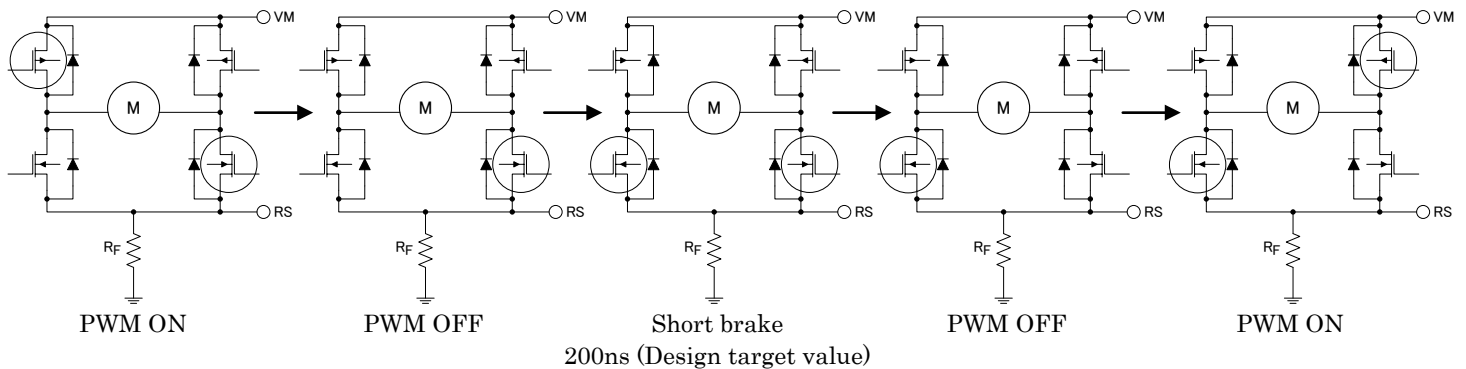 VM VM VM VM VM
M M M M M
RS RS RS RS RS
RF RF RF RF RF
PWM ON PWM OFF Short brake PWM OFF PWM ON
200ns (Design target value)